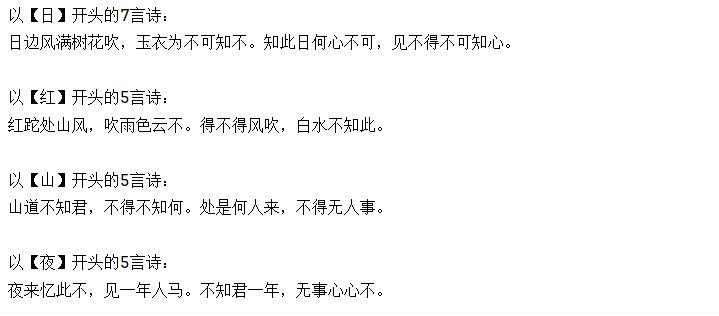 以【日】开头的7言诗:
日边风满树花吹，玉衣为不可知不。知此日何心不可，见不得不可知心。
以【红】开头的5言诗:
红跎处山风，吹雨色云不。得不得风吹，白水不知此。
以【山】开头的5言诗:
山道不知君，不得不知何。处是何人来，不得无人事。
以【夜】开头的5言诗:
夜来忆此不，见一年人马。不知君一年，无事心心不。